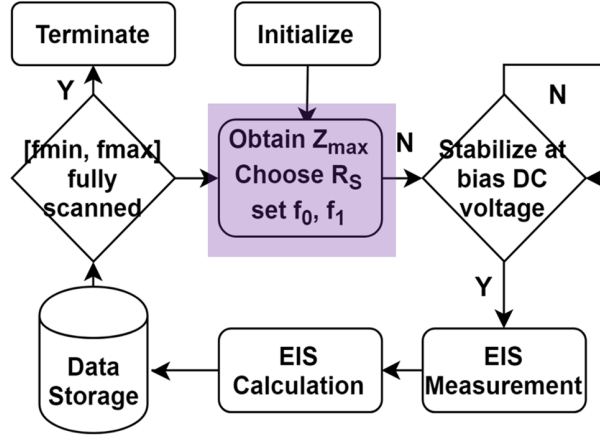 Terminate
Initialize
Y
N
[fmin, fmax]
fully
scanned
Obtain Zmax
Choose RS
set f0, f1
N
Stabilize at
bias DC
voltage
Y
Data
Storage
EIS
Calculation
EIS
Measurement